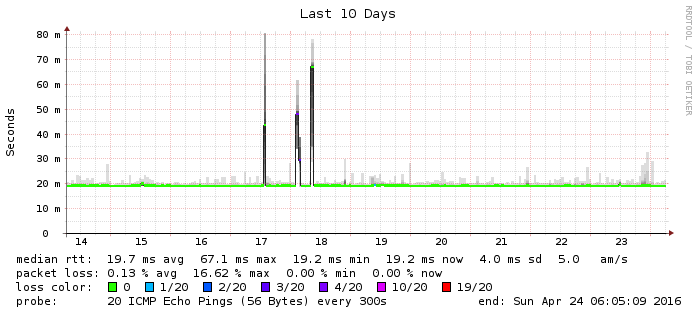 Last 10 Days
RRDTOOL / TOBI OETIKER
Seconds
80 m
70 m
60 m
50 m
40 m
30 m
20 m
10 m
0
14 15 16 17 18 19 20 21 22 23
median rtt: 19.7 ms avg 67.1 ms max 19.2 ms min 19.2 ms now 4.0 ms sd 5.0 am/s
packet loss: 0.13 % avg 16.62 % max 0.00 % min 0.00 % now
loss color: 0 1/20 2/20 3/20 4/20 10/20 19/20
probe: 20 ICMP Echo Pings (56 Bytes) every 300s end: Sun Apr 24 06:05:09 2016